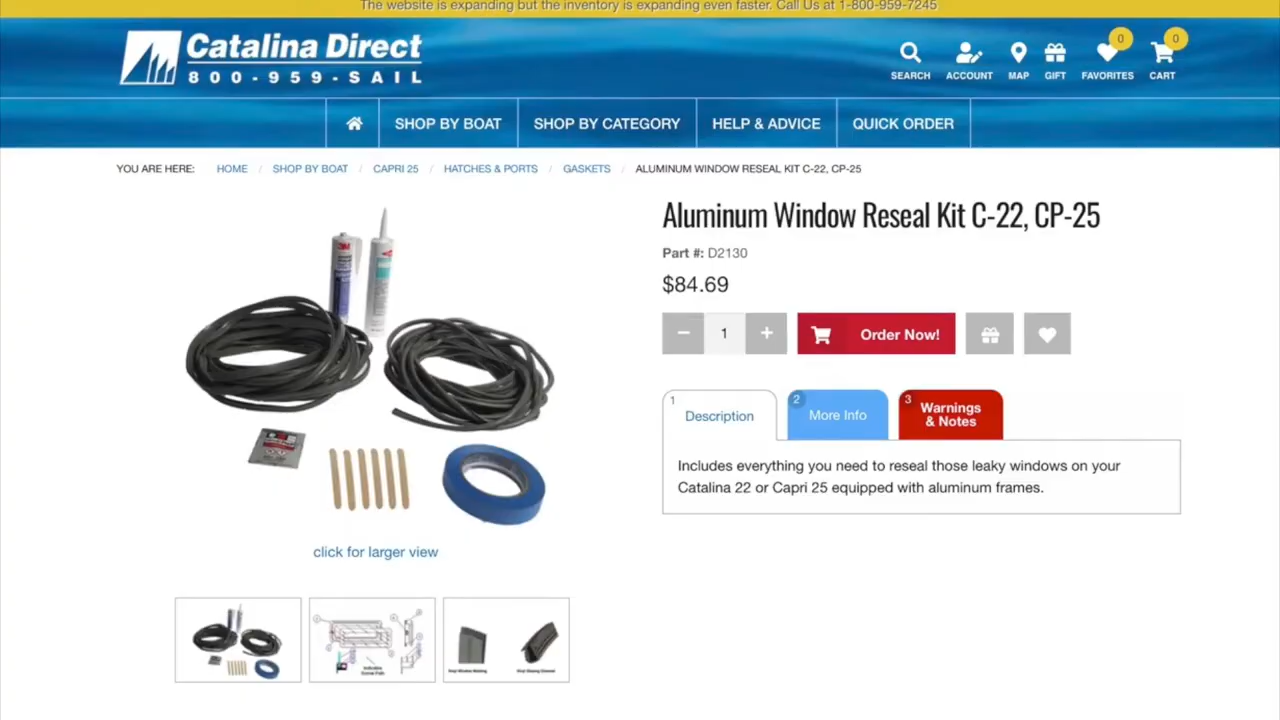 The website is expanding but the inventory is expanding even faster. Call Us at 1-800-959-7245
Catalina Direct
800-959-SAIL
0
0
SEARCH
ACCOUNT
MAP
GIFT
FAVORITES
CART
SHOP BY BOAT
SHOP BY CATEGORY
HELP & ADVICE
QUICK ORDER
YOU ARE HERE: HOME / SHOP BY BOAT / CAPRI 25 / HATCHES & PORTS / GASKETS / ALUMINUM WINDOW RESEAL KIT C-22, CP-25
Aluminum Window Reseal Kit C-22, CP-25
Part #: D2130
$84.69
− 1 +
Order Now!
1 Description
2 More Info
3 Warnings
& Notes
Includes everything you need to reseal those leaky windows on your
Catalina 22 or Capri 25 equipped with aluminum frames.
3M
click for larger view